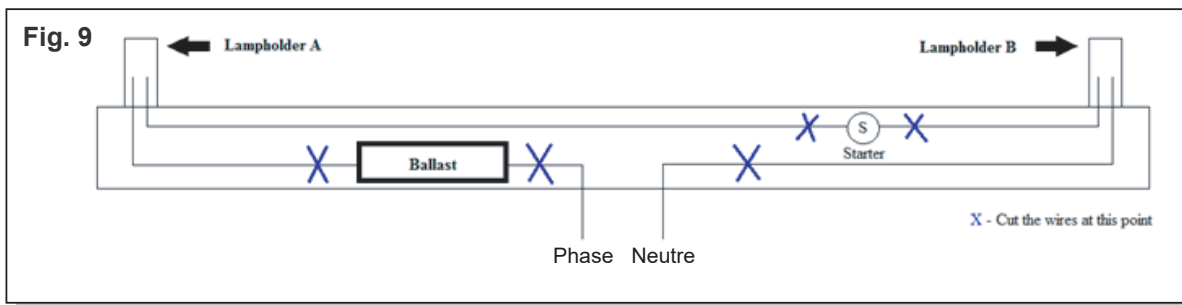 Fig. 9
Lampholder A
Lampholder B
S
Starter
Ballast
X - Cut the wires at this point
Phase Neutre